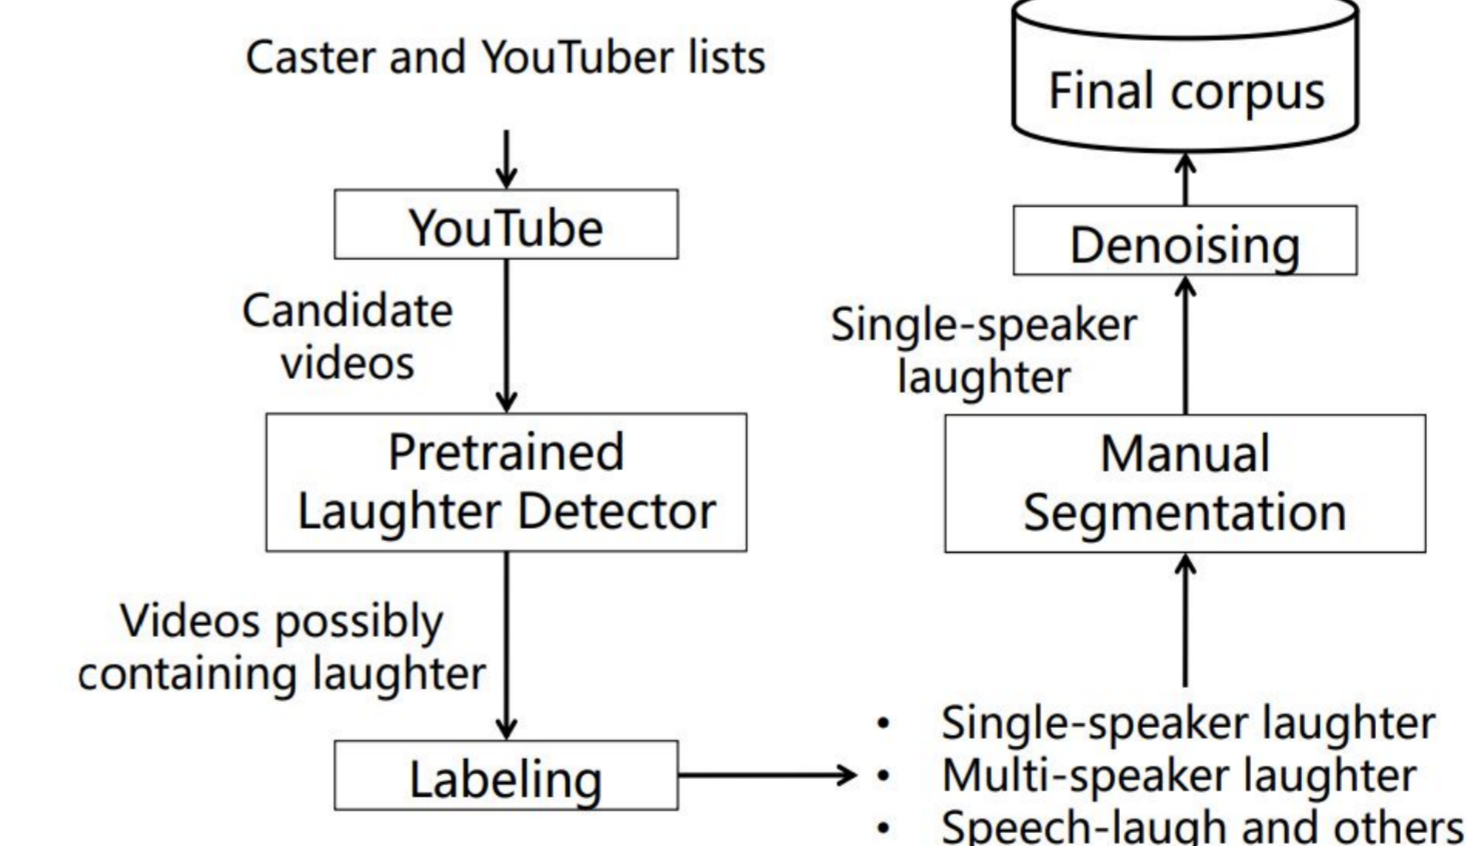 Caster and YouTuber lists
YouTube
Candidate
videos
Pretrained
Laughter Detector
Videos possibly
containing laughter
Labeling
• Single-speaker laughter
• Multi-speaker laughter
• Speech-laugh and others
Manual
Segmentation
Single-speaker
laughter
Denoising
Final corpus